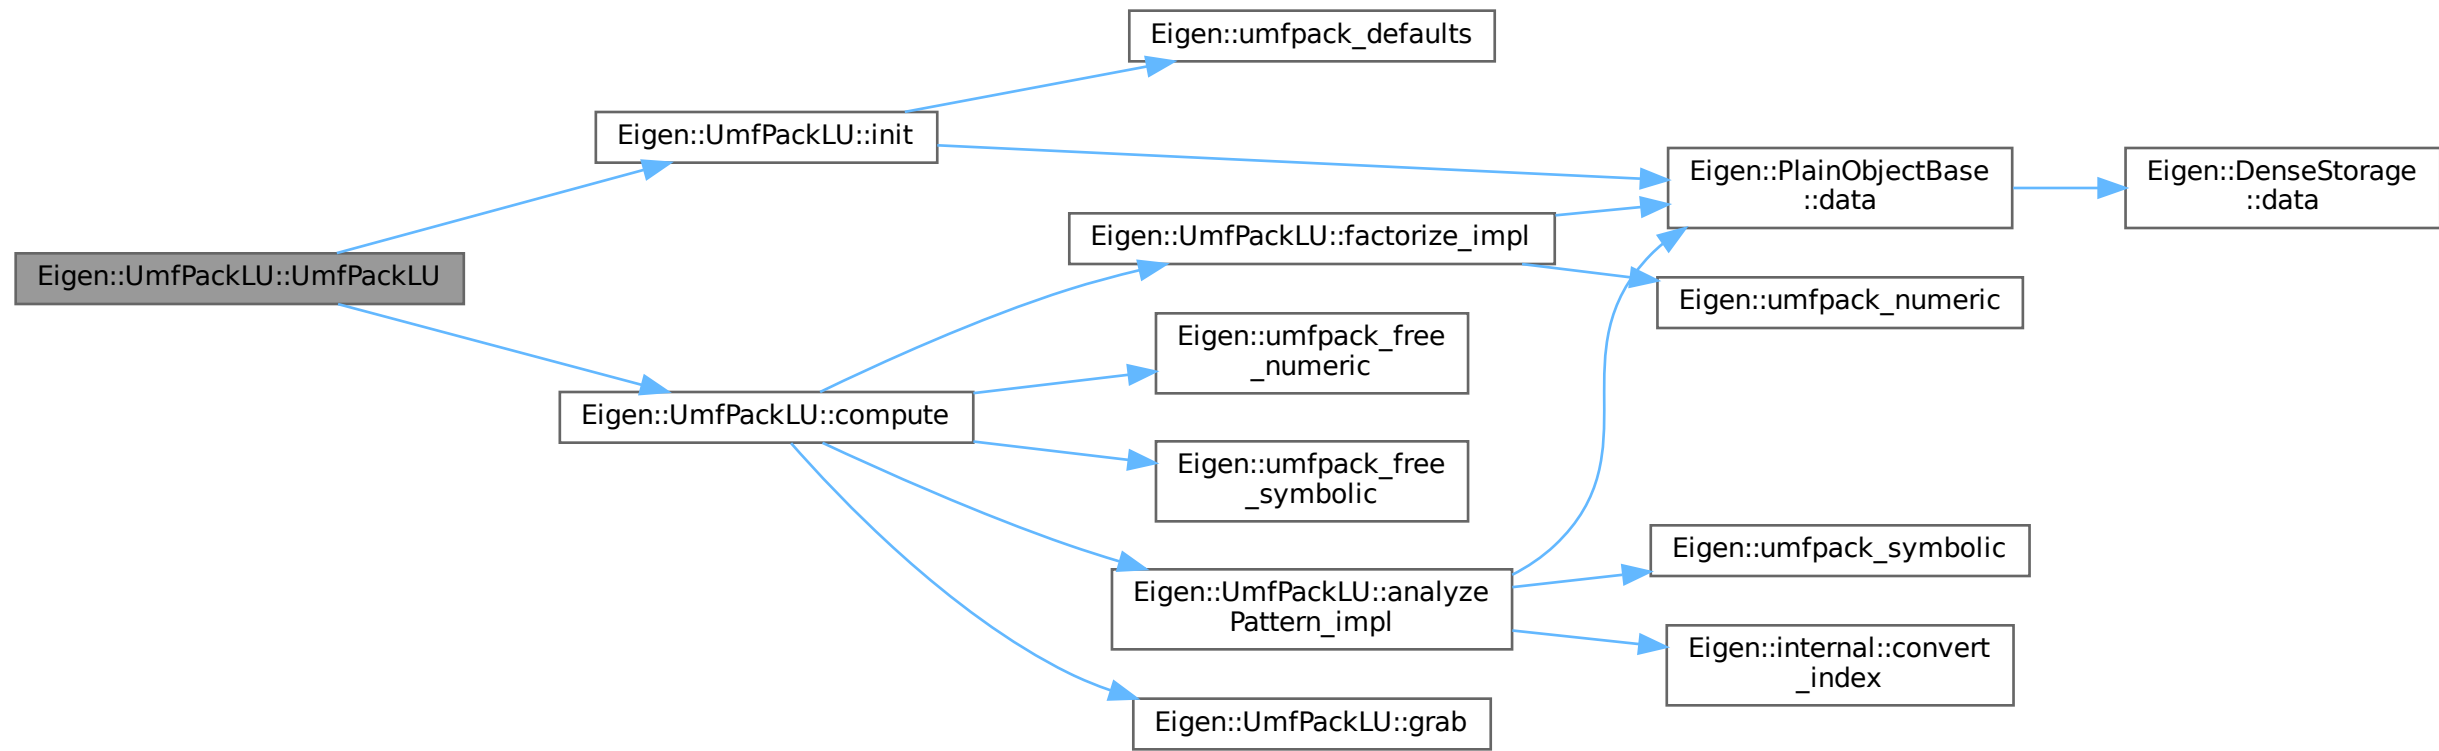 Eigen::UmfPackLU::UmfPackLU
Eigen::UmfPackLU::init
Eigen::UmfPackLU::compute
Eigen::umfpack_defaults
Eigen::UmfPackLU::factorize_impl
Eigen::umfpack_free
_numeric
Eigen::umfpack_free
_symbolic
Eigen::UmfPackLU::analyze
Pattern_impl
Eigen::UmfPackLU::grab
Eigen::PlainObjectBase
::data
Eigen::umfpack_numeric
Eigen::umfpack_symbolic
Eigen::internal::convert
_index
Eigen::DenseStorage
::data